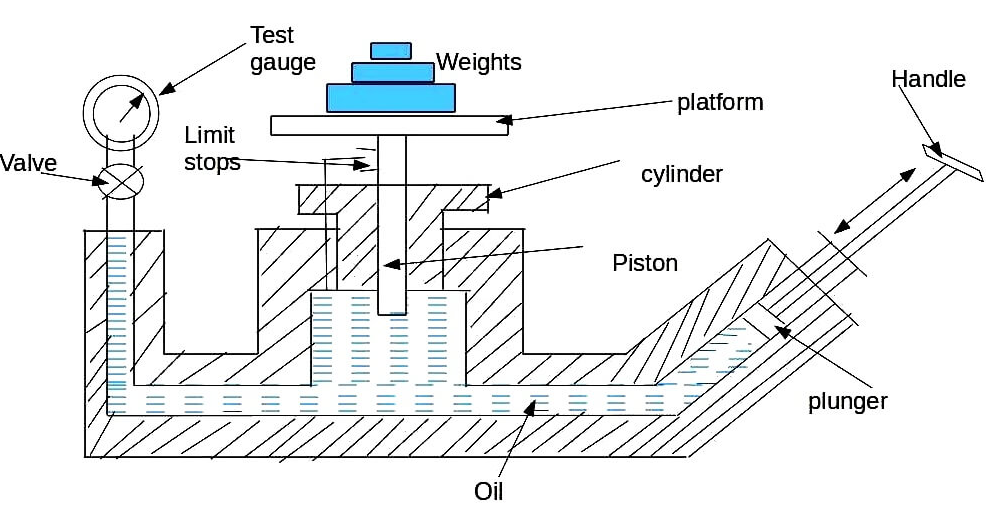 Test
gauge
Weights
Handle
platform
Limit
stops
Valve
cylinder
Piston
plunger
Oil